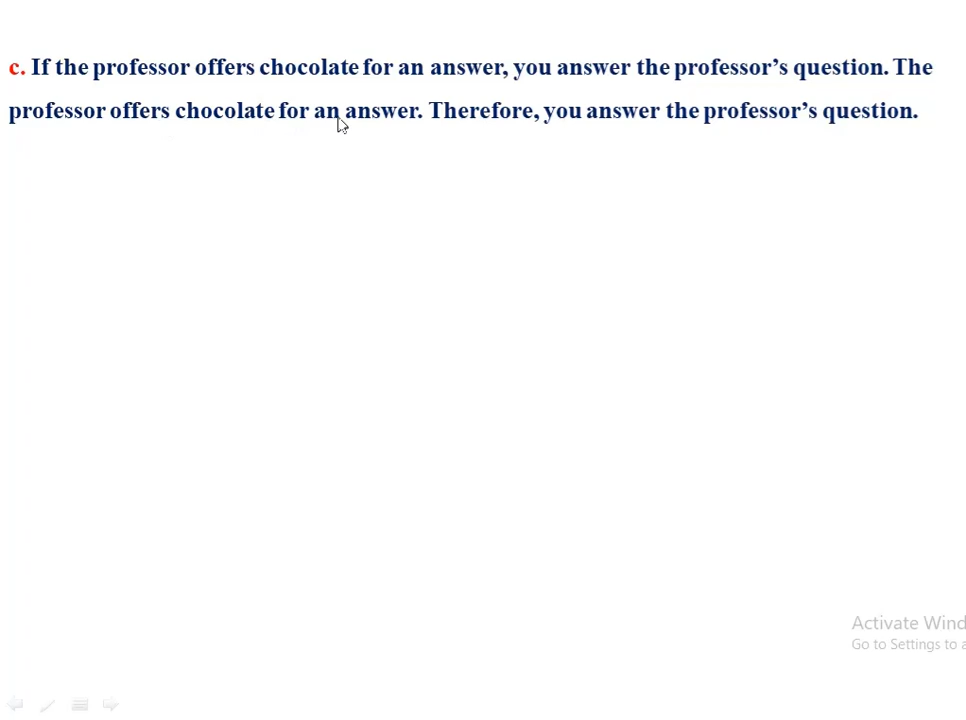 c. If the professor offers chocolate for an answer, you answer the professor’s question. The
professor offers chocolate for an answer. Therefore, you answer the professor’s question.
Activate Wind
Go to Settings to a